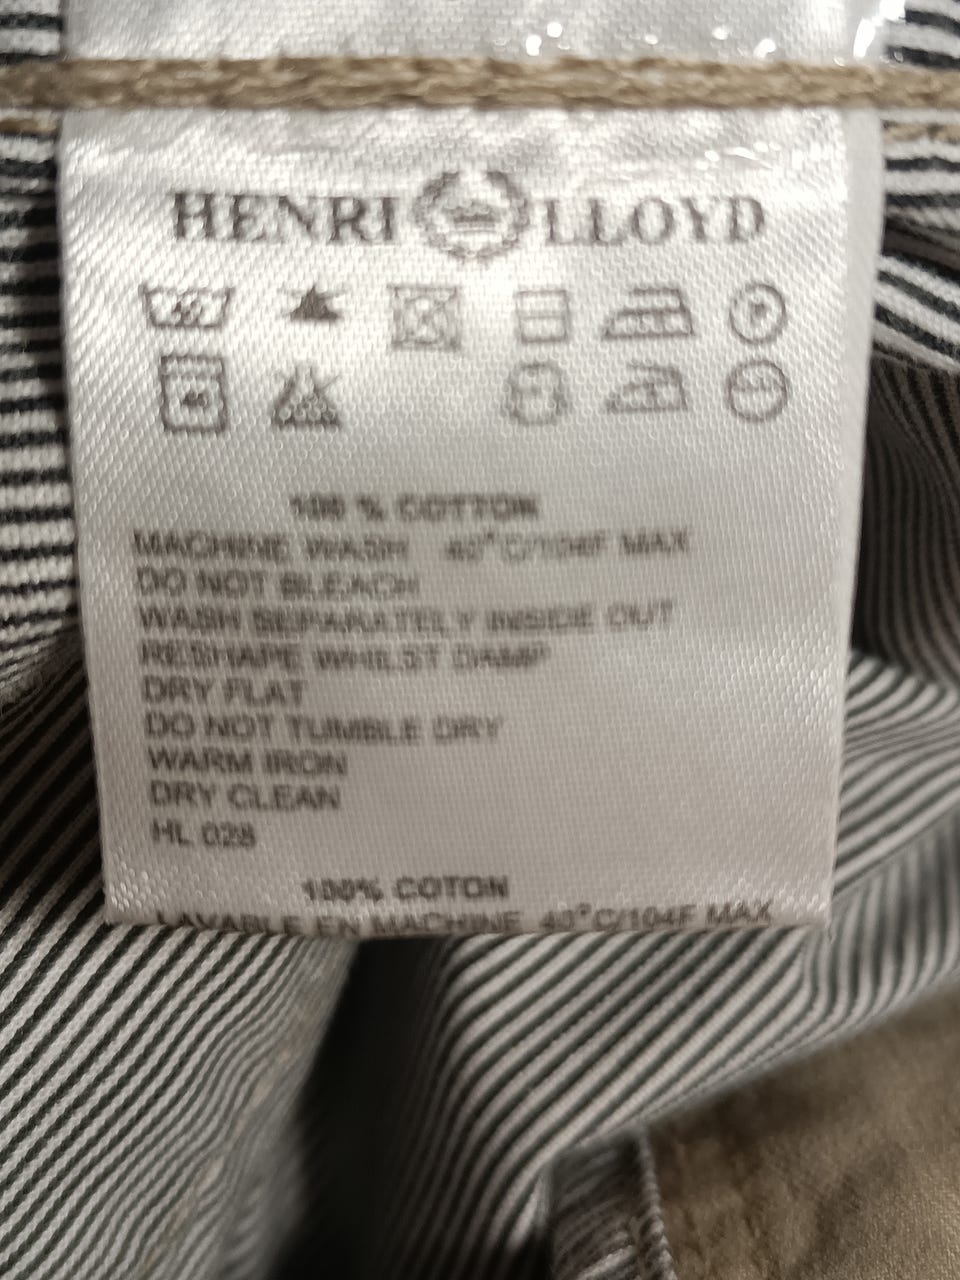 HENRI LLOYD
40 P
100 % COTTON
MACHINE WASH 40°C/104F MAX
DO NOT BLEACH
WASH SEPARATELY INSIDE OUT
RESHAPE WHILST DAMP
DRY FLAT
DO NOT TUMBLE DRY
WARM IRON
DRY CLEAN
HL 028
100% COTON
LAVABLE EN MACHINE 40°C/104F MAX